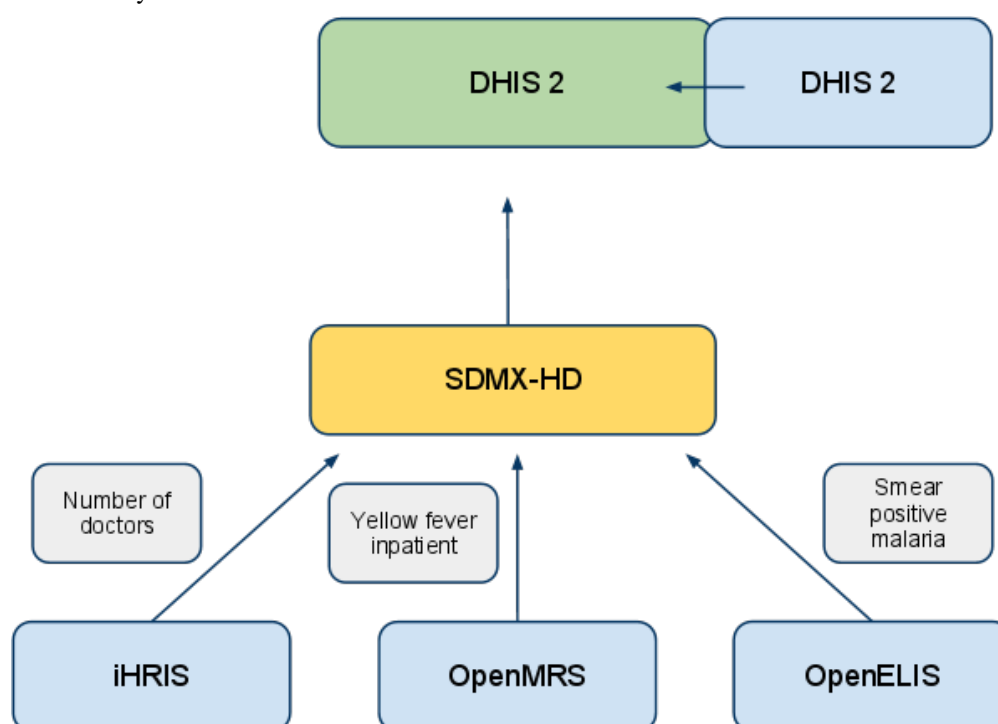 DHIS 2
DHIS 2
SDMX-HD
Number of
doctors
Yellow fever
inpatient
Smear
positive
malaria
iHRIS
OpenMRS
OpenELIS